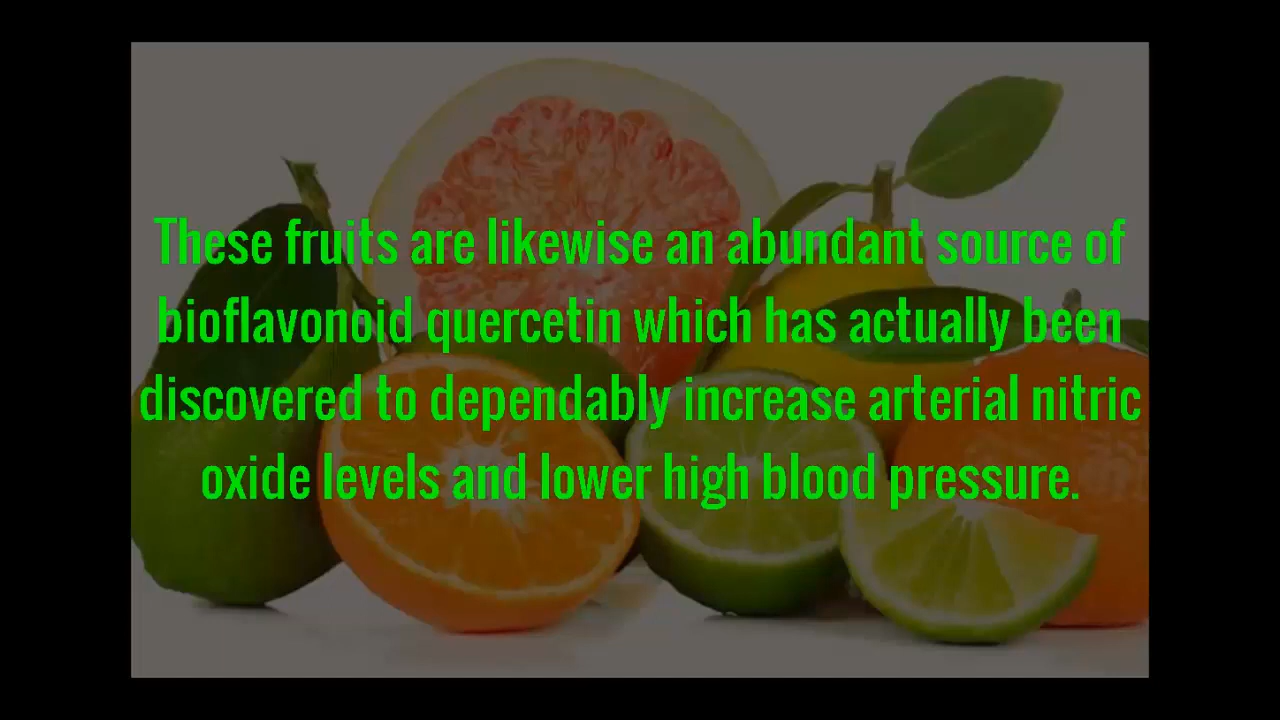 These fruits are likewise an abundant source of
bioflavonoid quercetin which has actually been
discovered to dependably increase arterial nitric
oxide levels and lower high blood pressure.